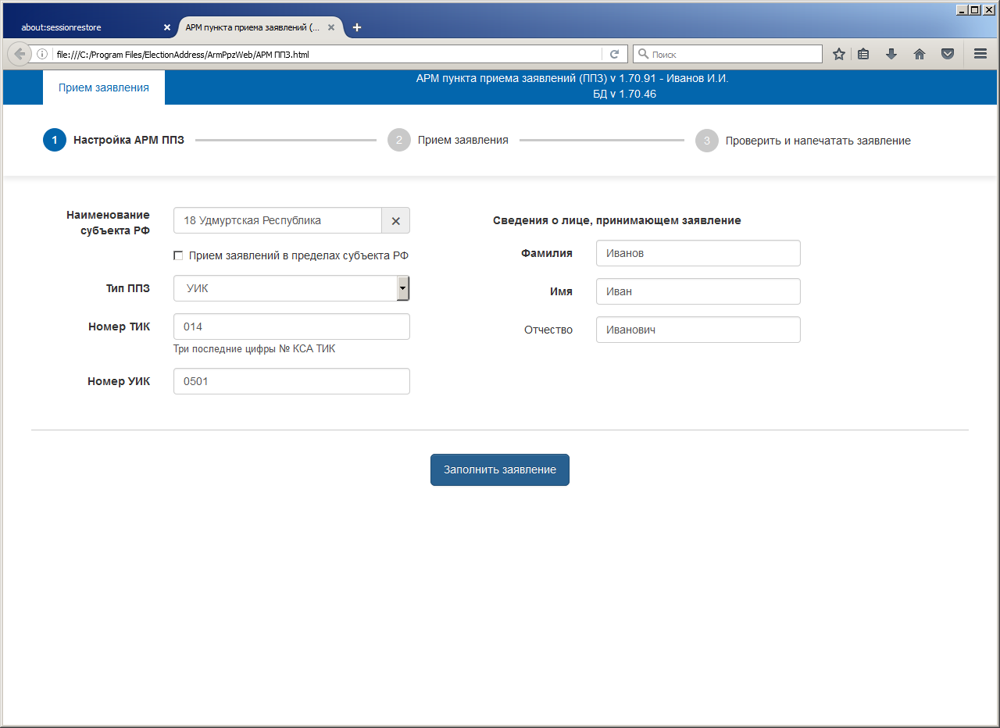 about:sessionrestore
АРМ пункта приема заявлений (...
file:///C:/Program Files/ElectionAddress/ArmPpzWeb/АРМ ППЗ.html
Поиск
Прием заявления
АРМ пункта приема заявлений (ППЗ) v 1.70.91 - Иванов И.И.
БД v 1.70.46
1 Настройка АРМ ППЗ
2 Прием заявления
3 Проверить и напечатать заявление
Наименование
субъекта РФ
18 Удмуртская Республика
Прием заявлений в пределах субъекта РФ
Тип ППЗ
УИК
Номер ТИК
014
Три последние цифры № КСА ТИК
Номер УИК
0501
Сведения о лице, принимающем заявление
Фамилия
Иванов
Имя
Иван
Отчество
Иванович
Заполнить заявление